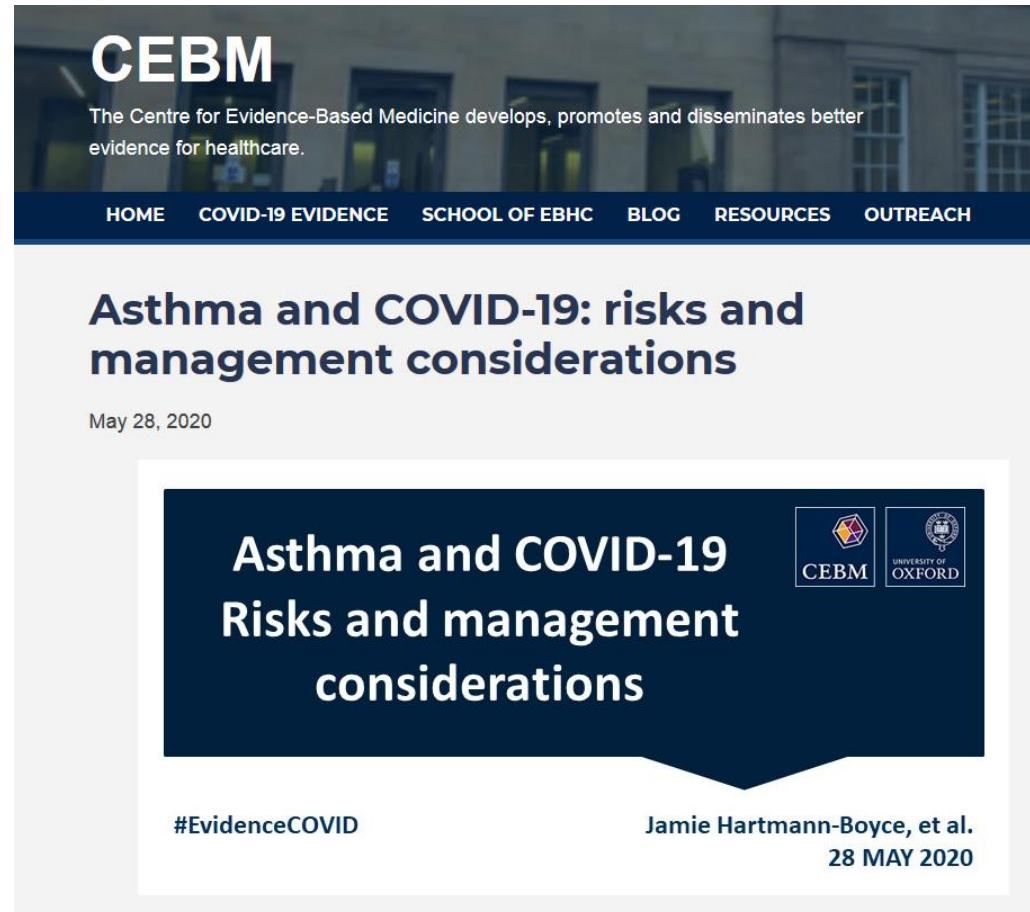 CEBM
The Centre for Evidence-Based Medicine develops, promotes and disseminates better
evidence for healthcare.
HOME COVID-19 EVIDENCE SCHOOL OF EBHC BLOG RESOURCES OUTREACH
Asthma and COVID-19: risks and
management considerations
May 28, 2020
Asthma and COVID-19
Risks and management
considerations
CEBM
UNIVERSITY OF
OXFORD
#EvidenceCOVID
Jamie Hartmann-Boyce, et al.
28 MAY 2020